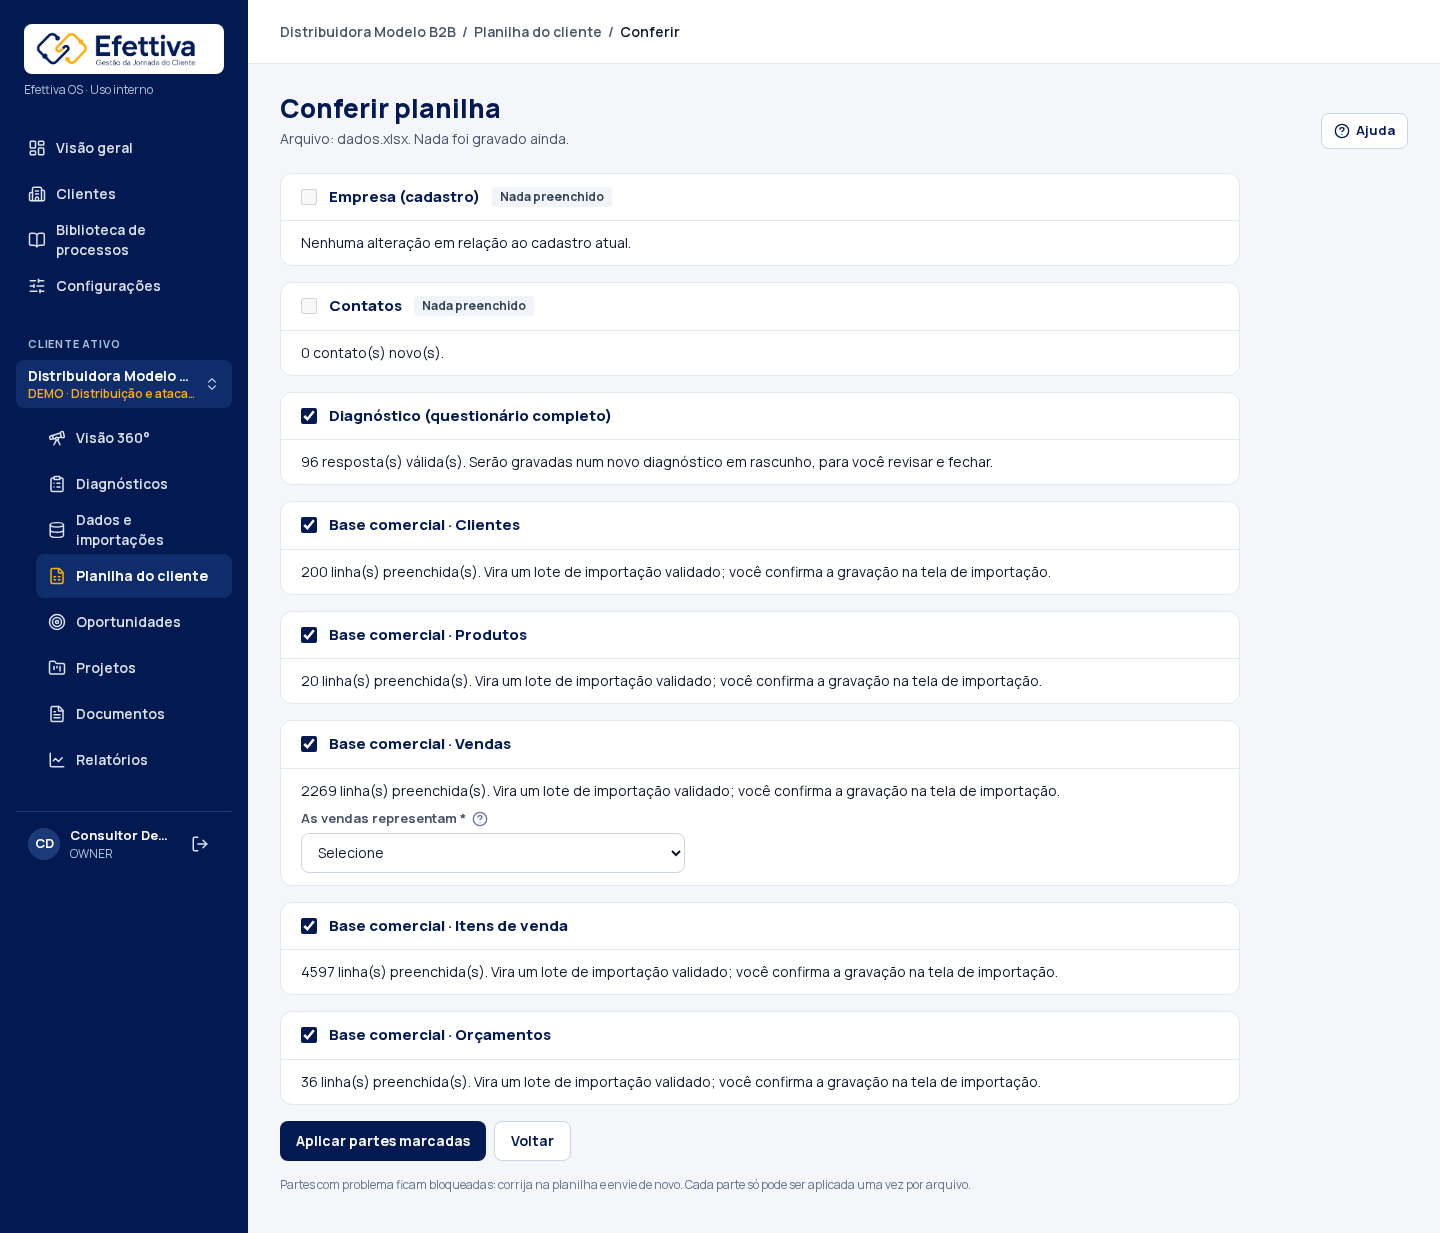 Efettiva
Gestão da Jornada do Cliente
Efettiva OS · Uso interno
Visão geral
Clientes
Biblioteca de
processos
Configurações
CLIENTE ATIVO
Distribuidora Modelo ...
DEMO · Distribuição e ataca...
Visão 360°
Diagnósticos
Dados e
importações
Planilha do cliente
Oportunidades
Projetos
Documentos
Relatórios
CD
Consultor De...
OWNER
Distribuidora Modelo B2B / Planilha do cliente / Conferir
Conferir planilha
Arquivo: dados.xlsx. Nada foi gravado ainda.
Ajuda
Empresa (cadastro) Nada preenchido
Nenhuma alteração em relação ao cadastro atual.
Contatos Nada preenchido
0 contato(s) novo(s).
Diagnóstico (questionário completo)
96 resposta(s) válida(s). Serão gravadas num novo diagnóstico em rascunho, para você revisar e fechar.
Base comercial · Clientes
200 linha(s) preenchida(s). Vira um lote de importação validado; você confirma a gravação na tela de importação.
Base comercial · Produtos
20 linha(s) preenchida(s). Vira um lote de importação validado; você confirma a gravação na tela de importação.
Base comercial · Vendas
2269 linha(s) preenchida(s). Vira um lote de importação validado; você confirma a gravação na tela de importação.
As vendas representam *
Selecione
Base comercial · Itens de venda
4597 linha(s) preenchida(s). Vira um lote de importação validado; você confirma a gravação na tela de importação.
Base comercial · Orçamentos
36 linha(s) preenchida(s). Vira um lote de importação validado; você confirma a gravação na tela de importação.
Aplicar partes marcadas
Voltar
Partes com problema ficam bloqueadas: corrija na planilha e envie de novo. Cada parte só pode ser aplicada uma vez por arquivo.